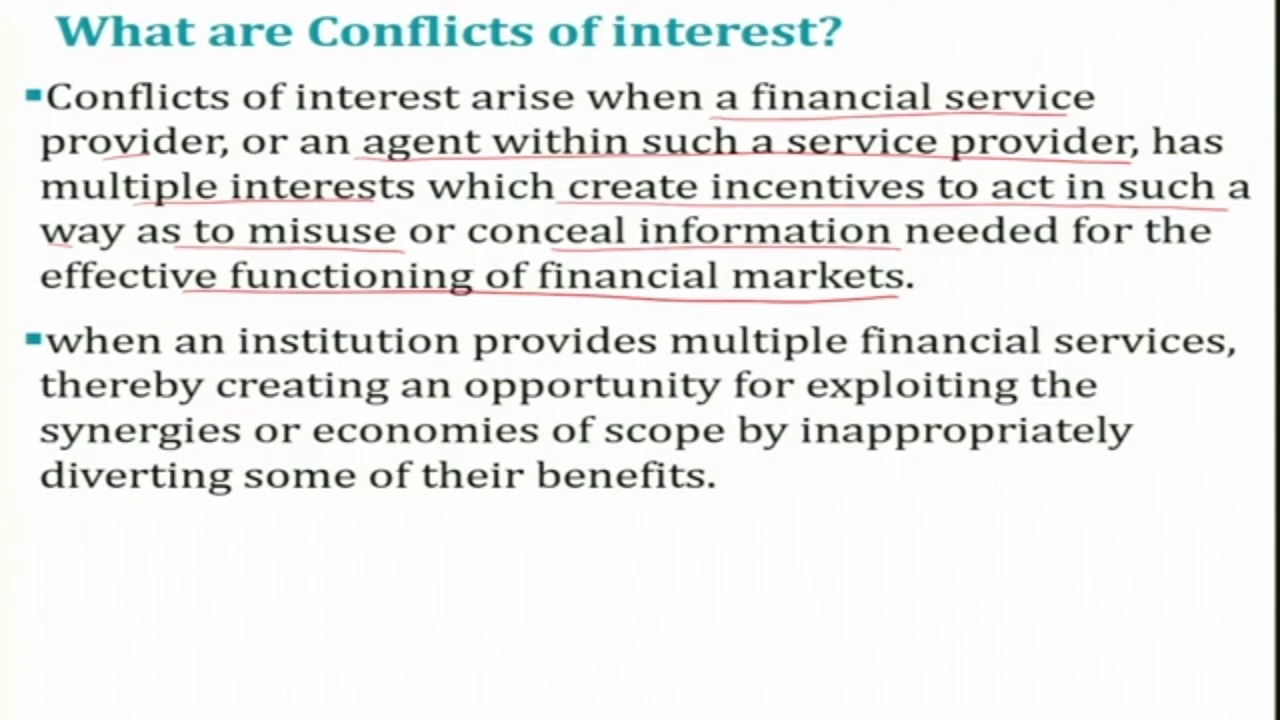 What are Conflicts of interest?
▪Conflicts of interest arise when a financial service
provider, or an agent within such a service provider, has
multiple interests which create incentives to act in such a
way as to misuse or conceal information needed for the
effective functioning of financial markets.
▪when an institution provides multiple financial services,
thereby creating an opportunity for exploiting the
synergies or economies of scope by inappropriately
diverting some of their benefits.